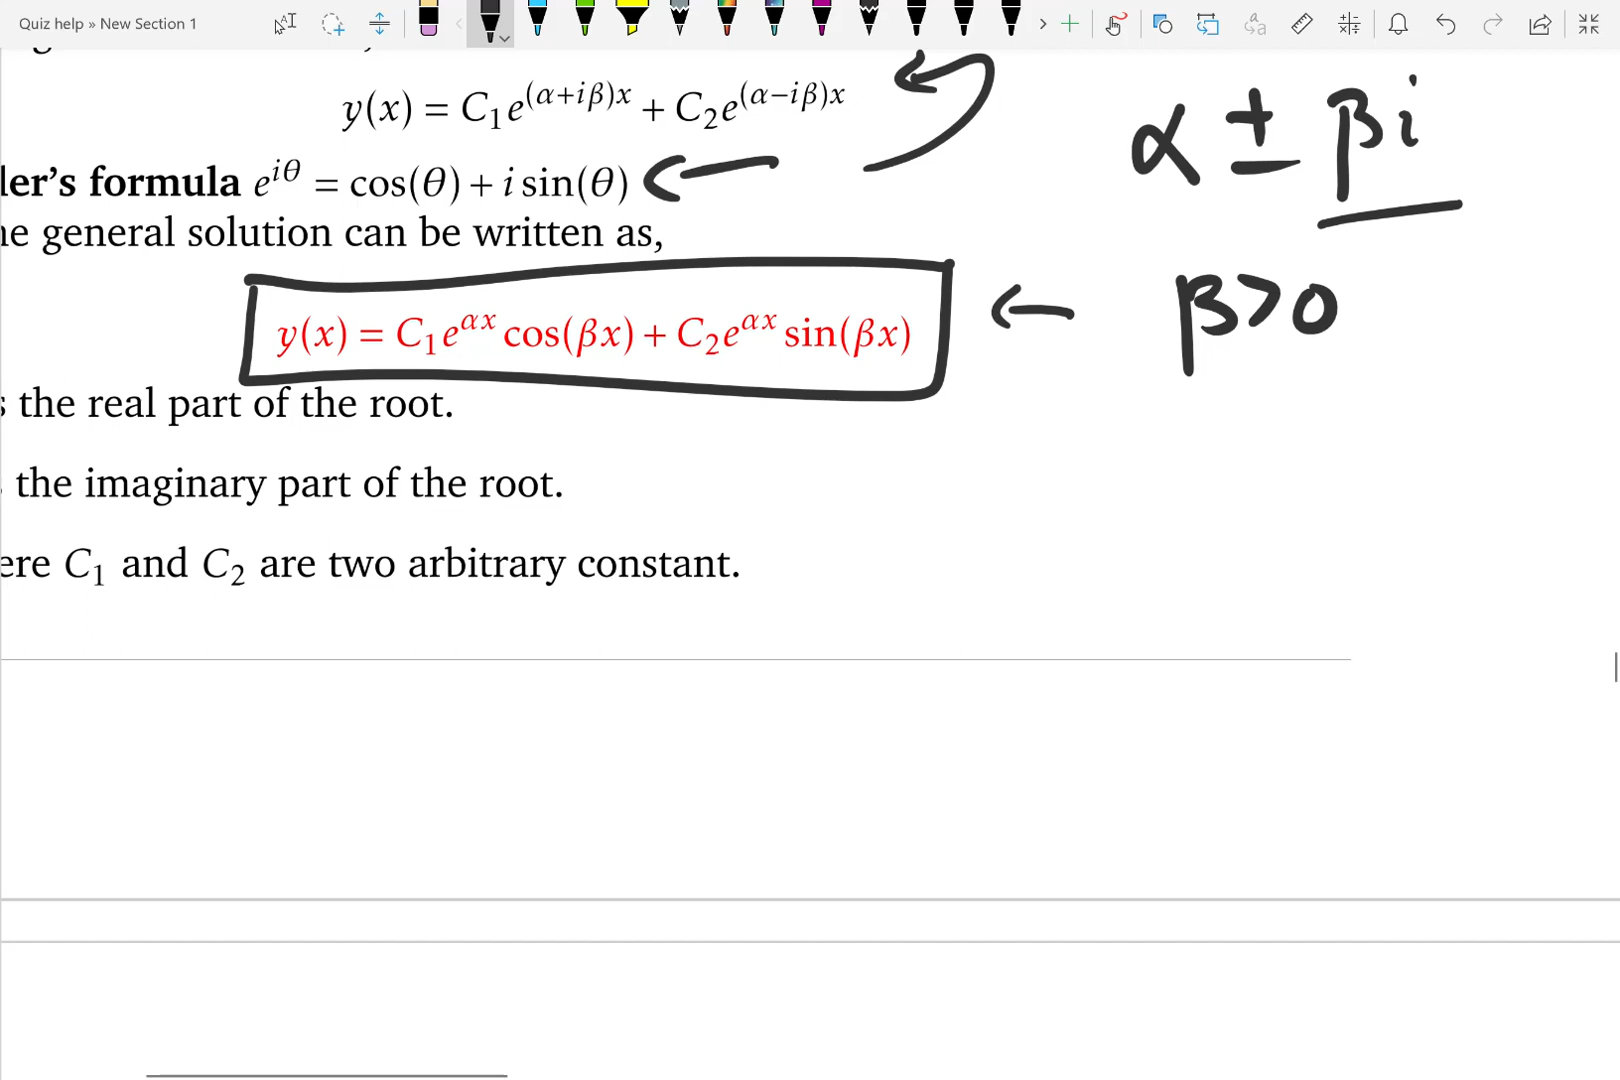 Quiz help » New Section 1
y(x) = C₁e^{(α+iβ)x} + C₂e^{(α−iβ)x}
α ± βi
ler's formula e^{iθ} = cos(θ) + i sin(θ)
general solution can be written as,
y(x) = C₁e^{αx} cos(βx) + C₂e^{αx} sin(βx)
β>0
the real part of the root.
the imaginary part of the root.
ere C₁ and C₂ are two arbitrary constant.